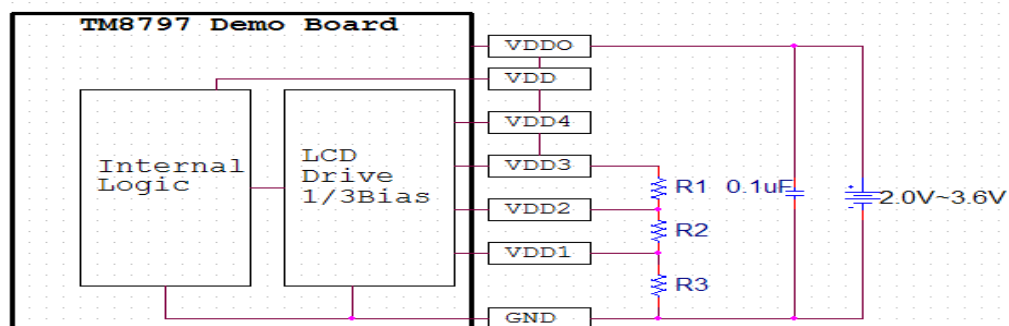 TM8797 Demo Board
VDDO
VDD
VDD4
VDD3
VDD2
VDD1
GND
Internal
Logic
LCD
Drive
1/3Bias
R1
R2
R3
0.1uF
+
-
2.0V~3.6V